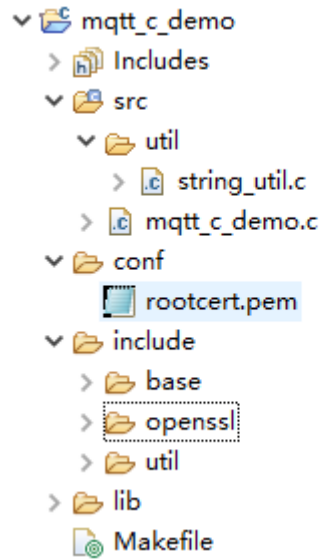 mqtt_c_demo
Includes
src
util
string_util.c
mqtt_c_demo.c
conf
rootcert.pem
include
base
openssl
util
lib
Makefile